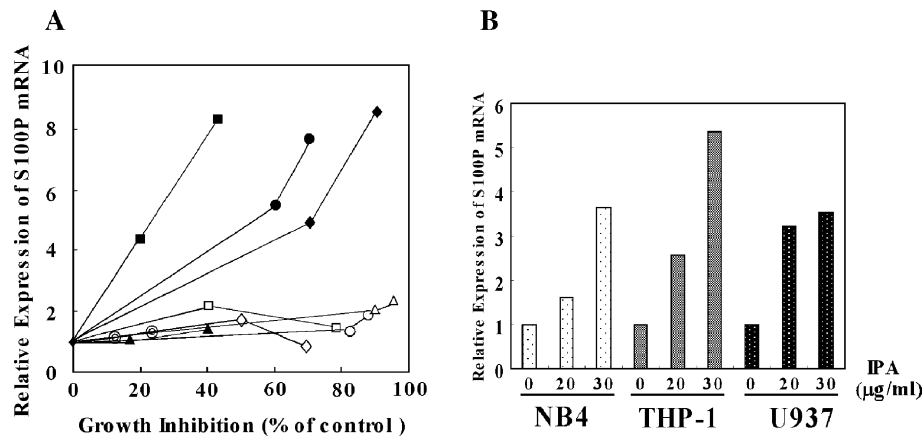 A
Relative Expression of S100P mRNA
10
8
6
4
2
0
0 20 40 60 80 100
Growth Inhibition (% of control )
B
Relative Expression of S100P mRNA
6
5
4
3
2
1
0
0 20 30 0 20 30 0 20 30
IPA
(μg/ml)
NB4 THP-1 U937